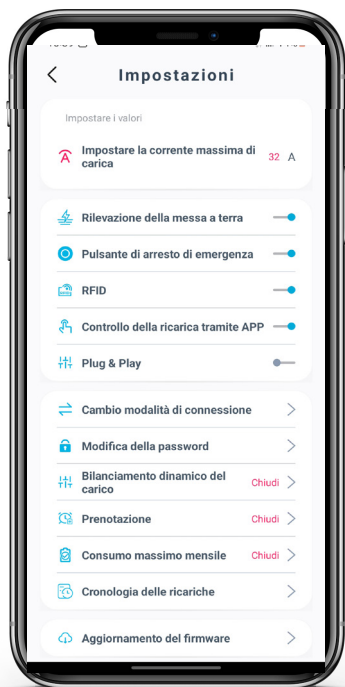 Impostazioni
Impostare i valori
Impostare la corrente massima di
carica
32 A
Rilevazione della messa a terra
Pulsante di arresto di emergenza
RFID
Controllo della ricarica tramite APP
Plug & Play
Cambio modalità di connessione
Modifica della password
Bilanciamento dinamico del
carico
Chiudi
Prenotazione
Chiudi
Consumo massimo mensile
Chiudi
Cronologia delle ricariche
Aggiornamento del firmware